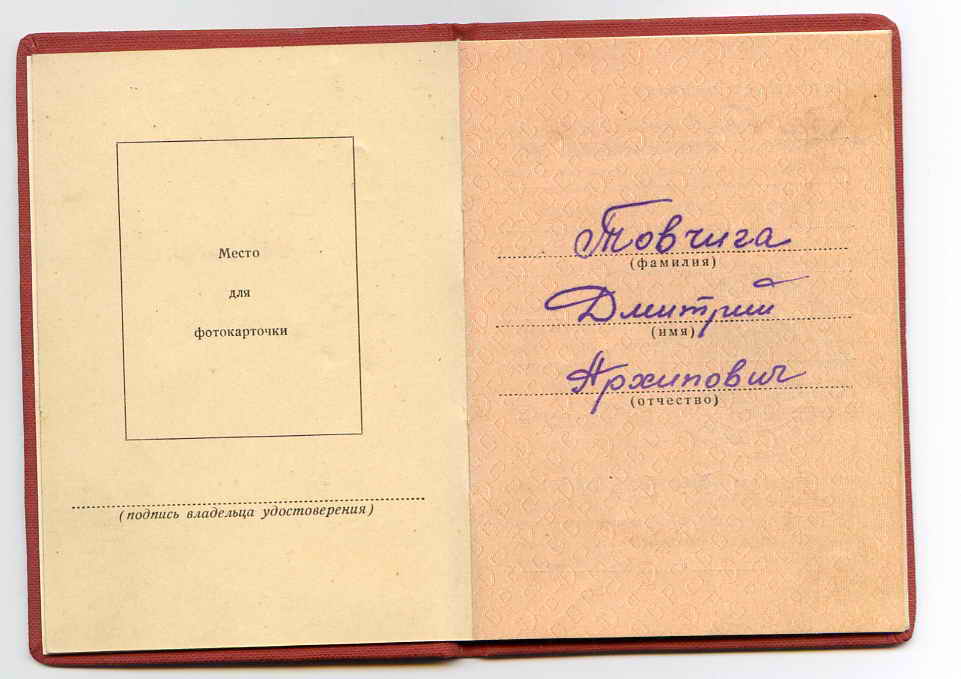 Место
для
фотокарточки
(подпись владельца удостоверения)
Товчига
(фамилия)
Дмитрий
(имя)
Архипович
(отчество)